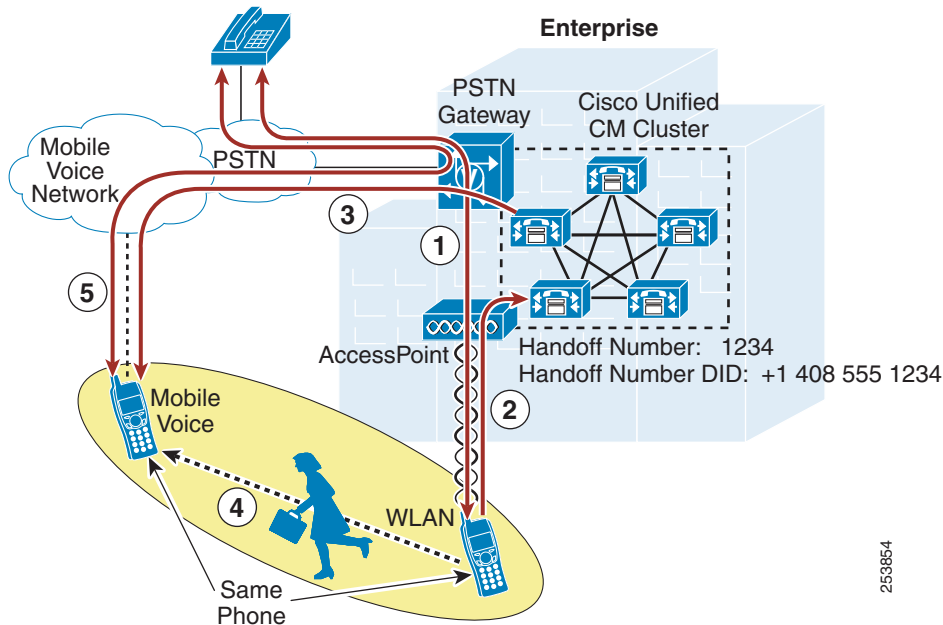 Enterprise
PSTN
Gateway
Cisco Unified
CM Cluster
Mobile
Voice
Network
PSTN
V
3
1
5
AccessPoint
Handoff Number: 1234
Handoff Number DID: +1 408 555 1234
2
Mobile
Voice
4
WLAN
Same
Phone
253854